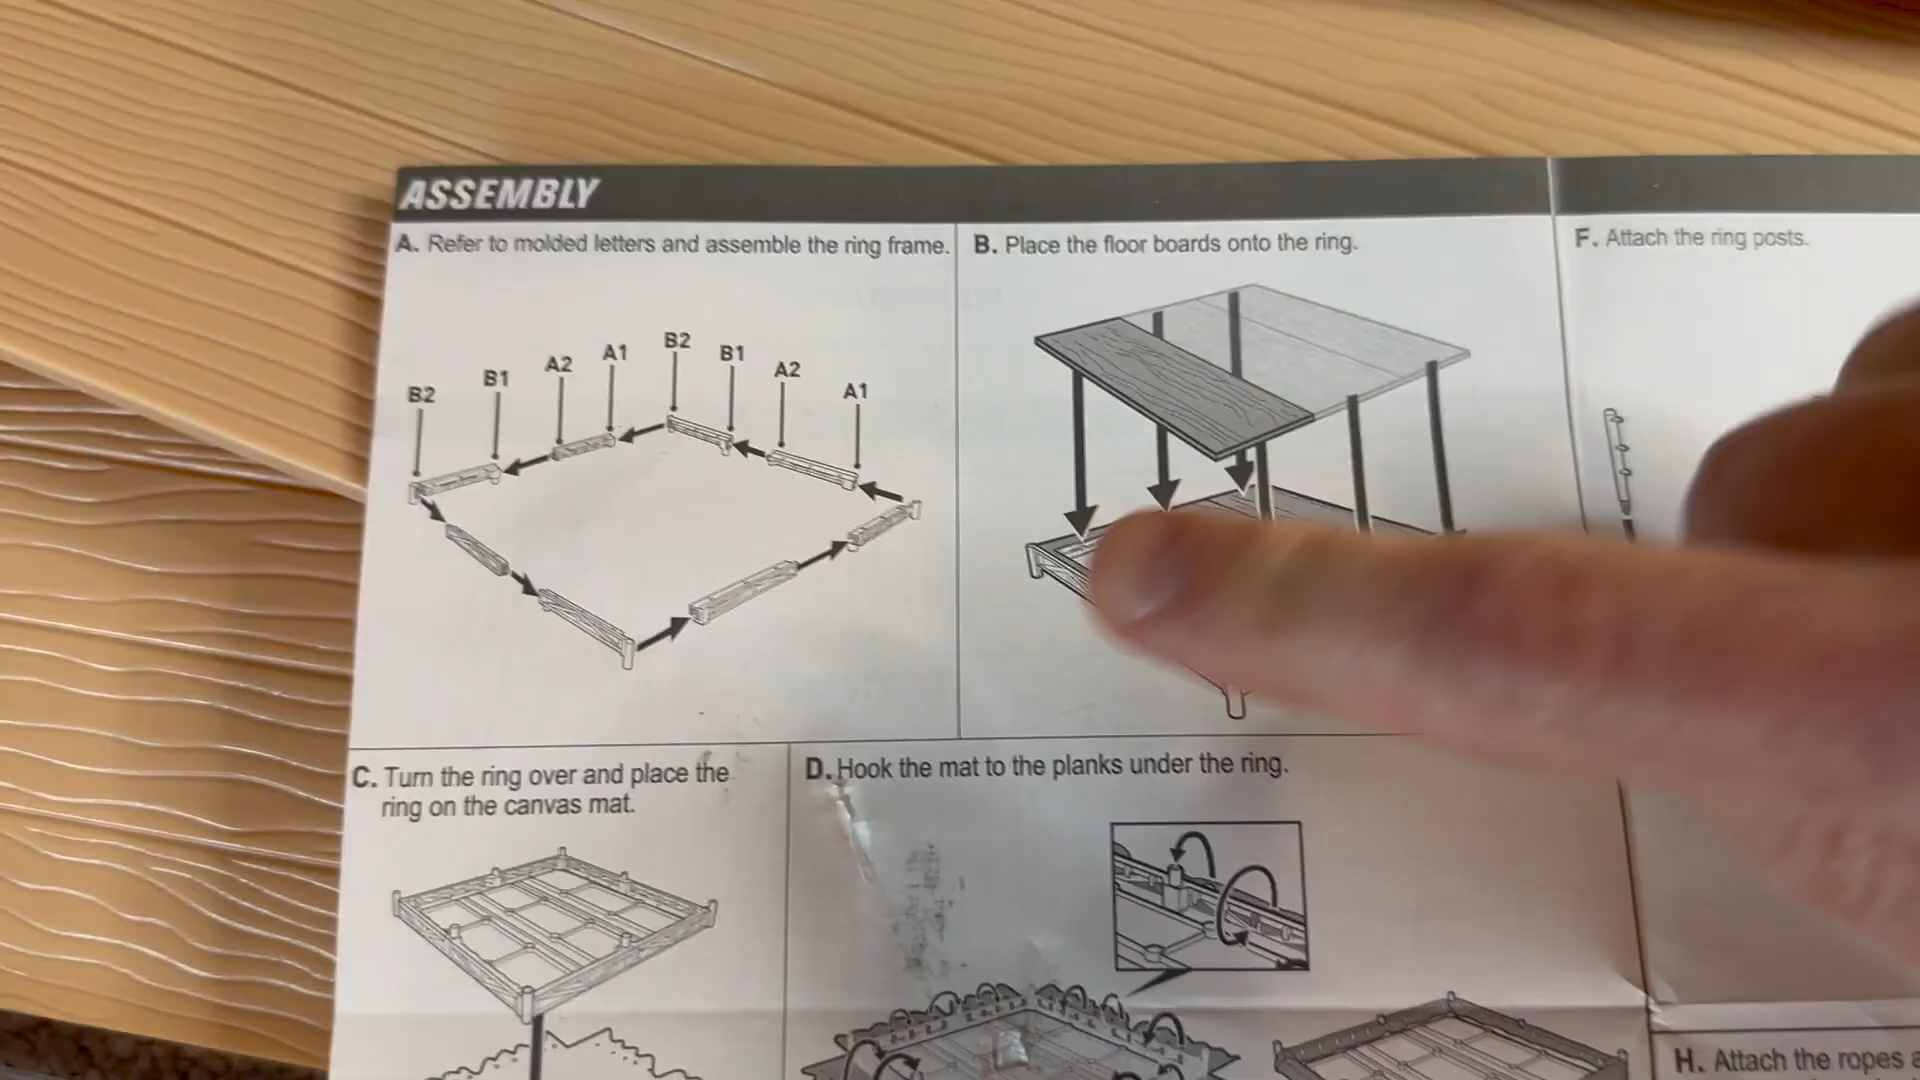 ASSEMBLY
A. Refer to molded letters and assemble the ring frame.
B2
B1
A2
A1
B2
B1
A2
A1
B. Place the floor boards onto the ring.
F. Attach the ring posts.
C. Turn the ring over and place the
ring on the canvas mat.
D. Hook the mat to the planks under the ring.
H. Attach the ropes a